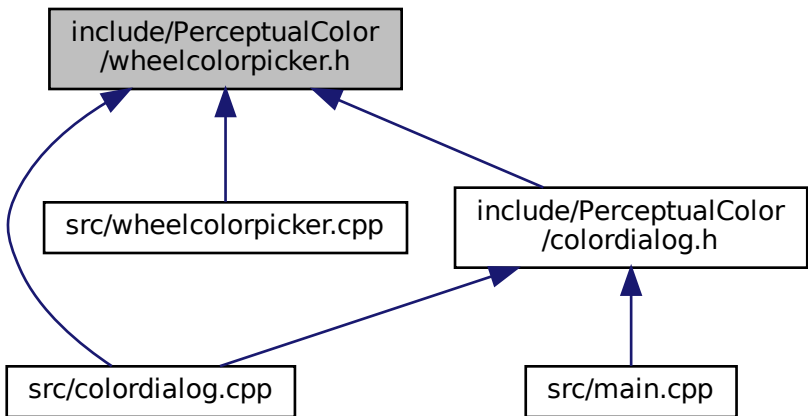 include/PerceptualColor
/wheelcolorpicker.h
src/wheelcolorpicker.cpp
include/PerceptualColor
/colordialog.h
src/colordialog.cpp
src/main.cpp